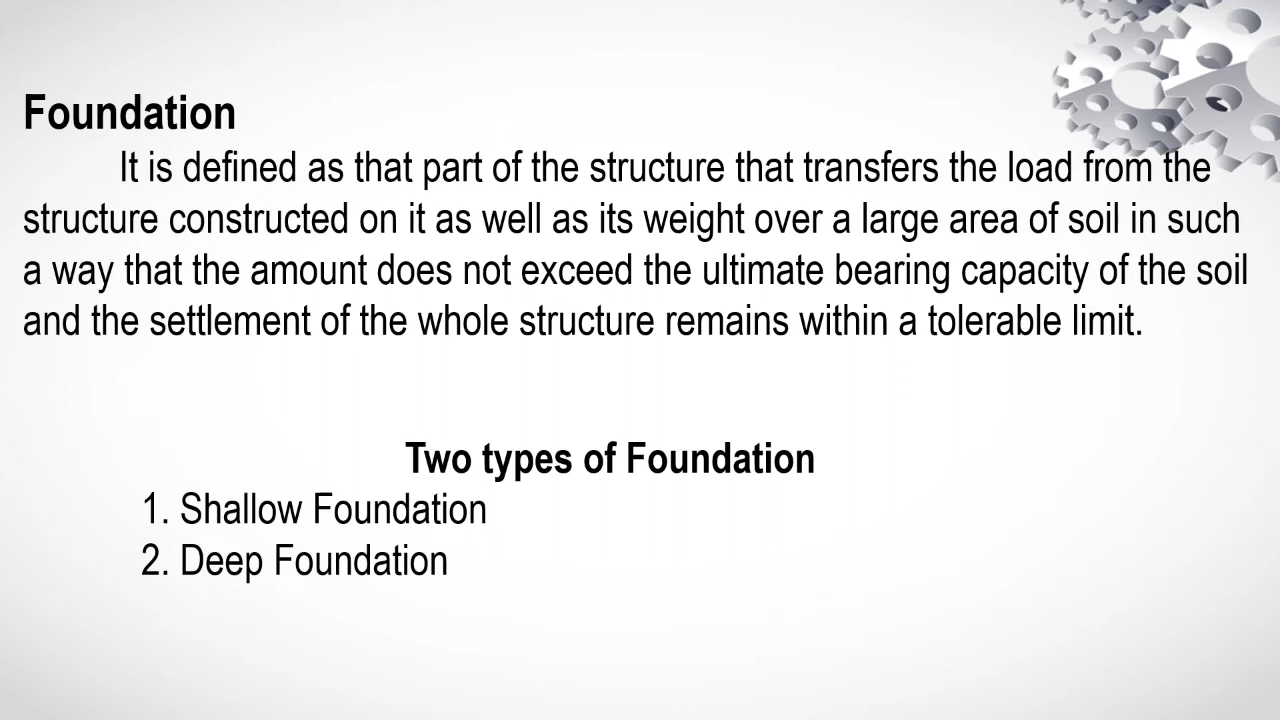 Foundation
It is defined as that part of the structure that transfers the load from the
structure constructed on it as well as its weight over a large area of soil in such
a way that the amount does not exceed the ultimate bearing capacity of the soil
and the settlement of the whole structure remains within a tolerable limit.
Two types of Foundation
1. Shallow Foundation
2. Deep Foundation